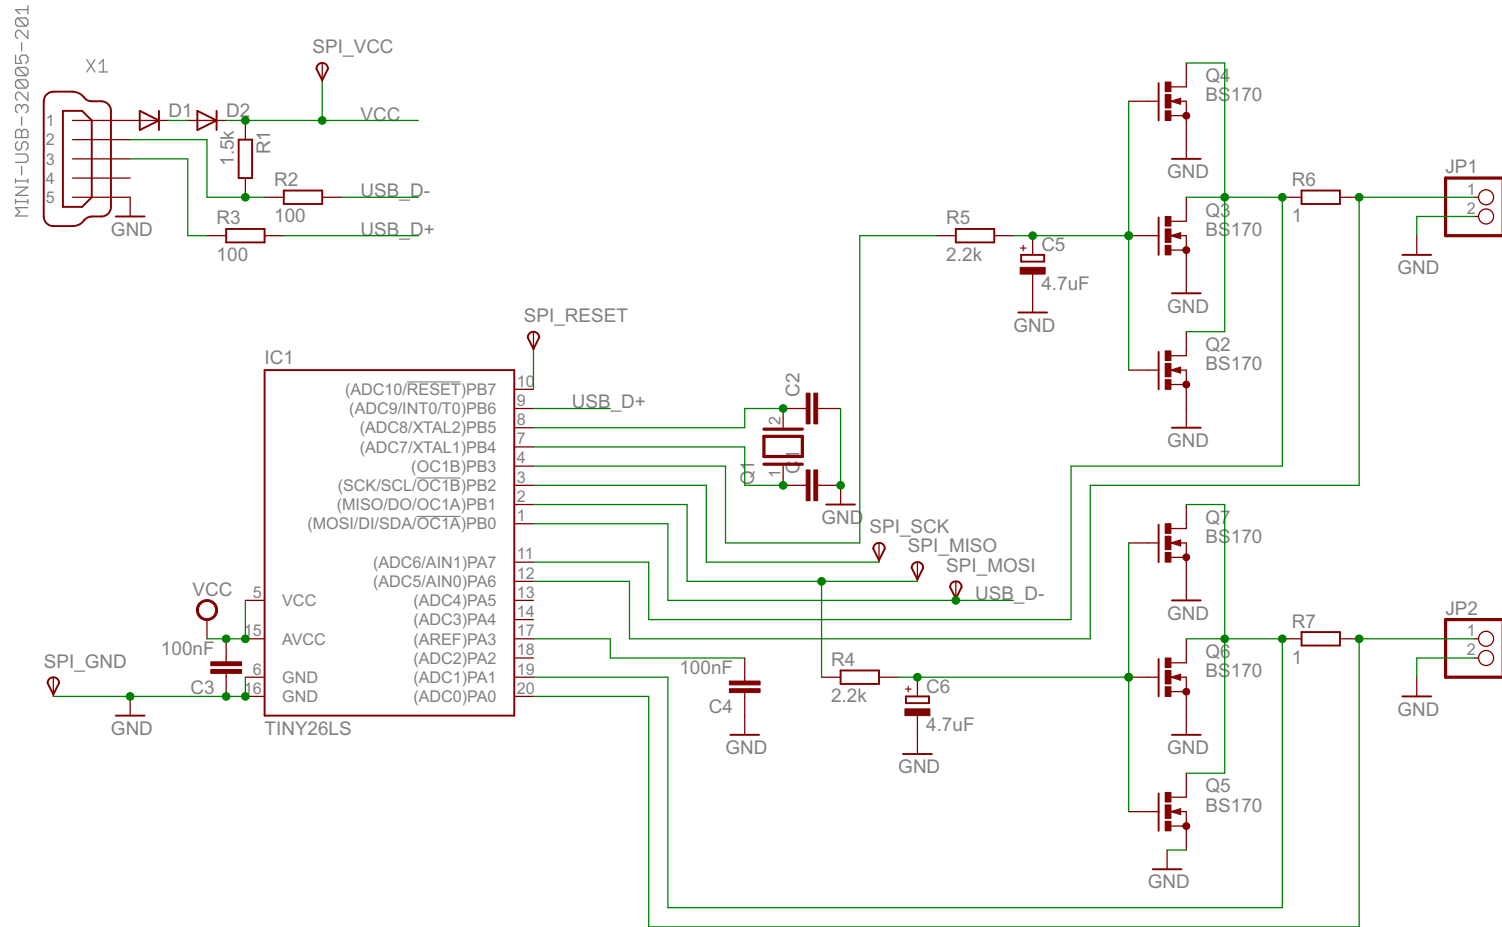 MINI-USB-32005-201
X1
1
2
3
4
5
D1
D2
SPI_VCC
VCC
1.5k
R1
R2
100
USB_D-
R3
100
USB_D+
GND
SPI_RESET
IC1
(ADC10/RESET)PB7 10
(ADC9/INT0/T0)PB6 9
(ADC8/XTAL2)PB5 8
(ADC7/XTAL1)PB4 7
(OC1B)PB3 4
(SCK/SCL/OC1B)PB2 3
(MISO/DO/OC1A)PB1 2
(MOSI/DI/SDA/OC1A)PB0 1
(ADC6/AIN1)PA7 11
(ADC5/AIN0)PA6 12
(ADC4)PA5 13
(ADC3)PA4 14
(AREF)PA3 17
(ADC2)PA2 18
(ADC1)PA1 19
(ADC0)PA0 20
5 VCC
15 AVCC
6 GND
16 GND
TINY26LS
VCC
100nF
C3
SPI_GND
GND
USB_D+
C2
2
Q1
1
C1
GND
SPI_SCK
SPI_MISO
SPI_MOSI
USB_D-
100nF
C4
GND
R4
2.2k
C6
+
4.7uF
GND
R5
2.2k
C5
+
4.7uF
GND
Q4
BS170
GND
Q3
BS170
GND
Q2
BS170
GND
R6
1
JP1
1
2
GND
Q7
BS170
GND
Q6
BS170
GND
Q5
BS170
GND
R7
1
JP2
1
2
GND